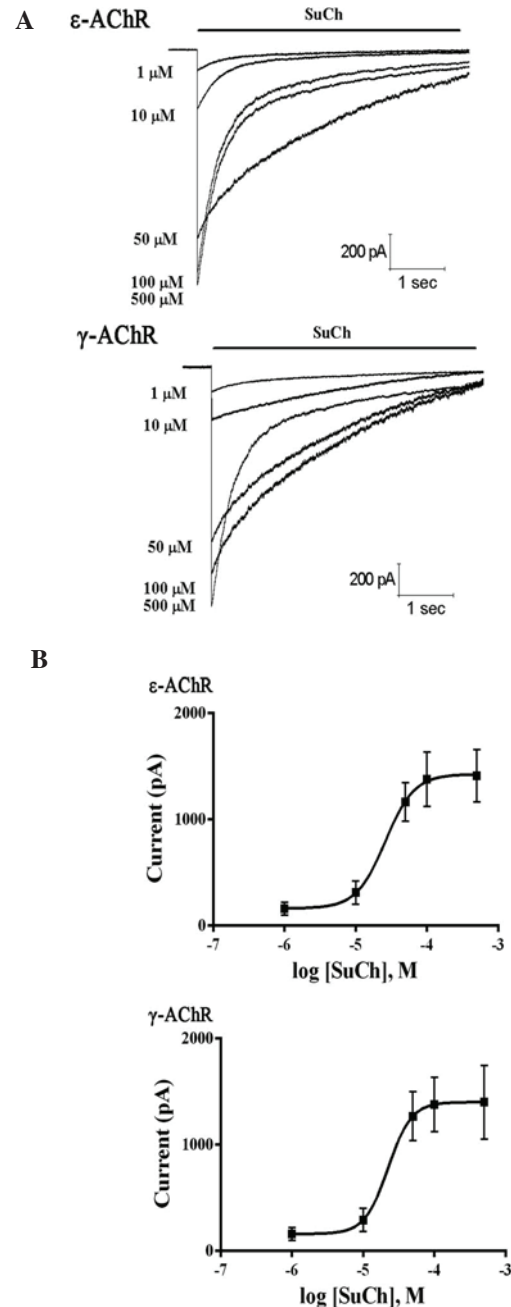 A
ε-AChR
SuCh
1 μM
10 μM
50 μM
100 μM
500 μM
200 pA
1 sec
γ-AChR
SuCh
1 μM
10 μM
50 μM
100 μM
500 μM
200 pA
1 sec
B
ε-AChR
2000
1000
0
Current (pA)
-7 -6 -5 -4 -3
log [SuCh], M
γ-AChR
2000
1000
0
Current (pA)
-7 -6 -5 -4 -3
log [SuCh], M